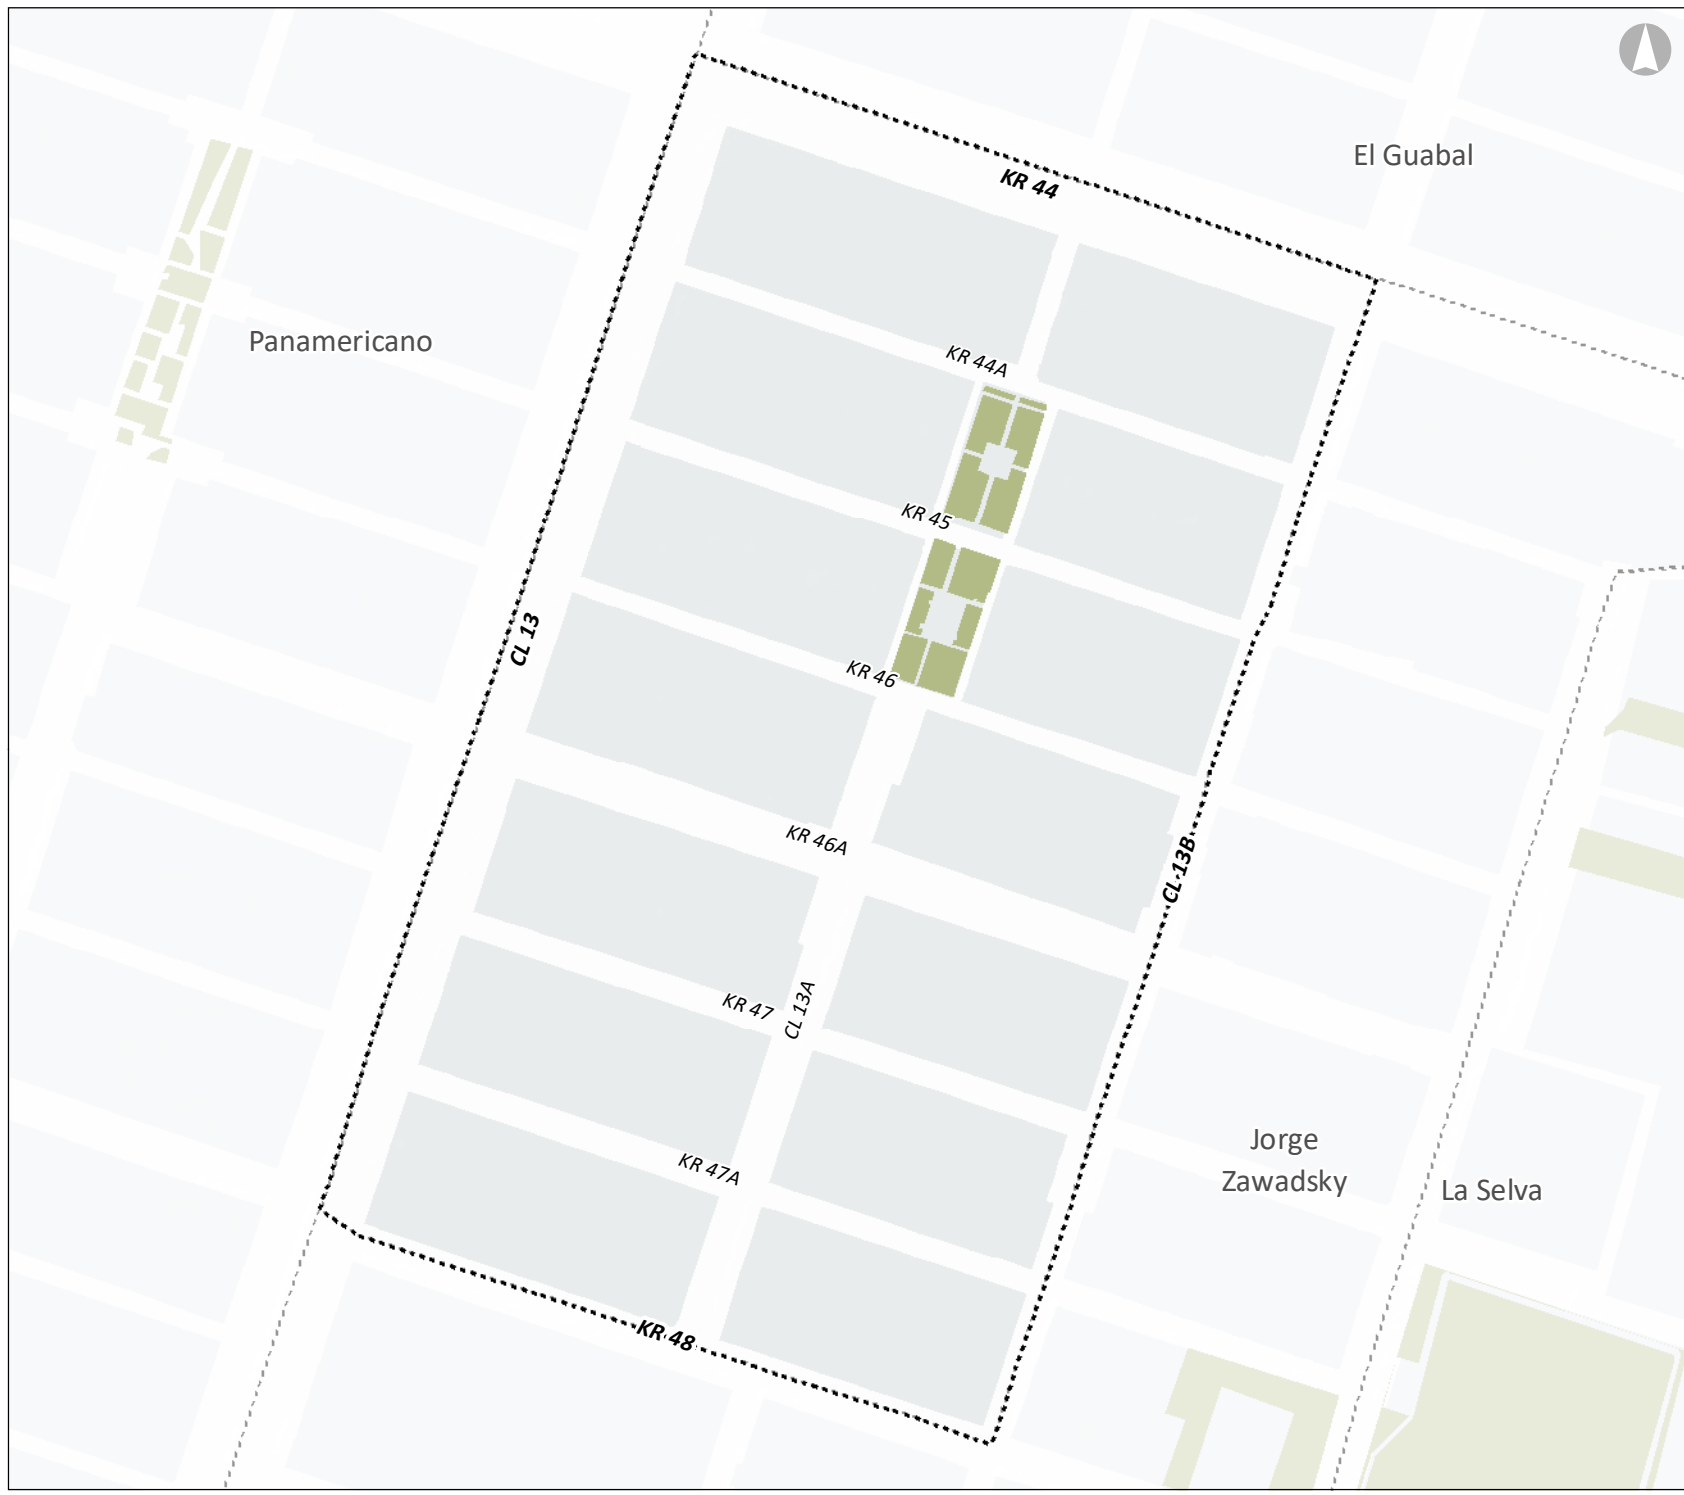 El Guabal
KR 44
Panamericano
KR 44A
KR 45
CL 13
KR 46
KR 46A
CL 13B
KR 47
CL 13A
Jorge
Zawadsky
KR 47A
La Selva
KR 48